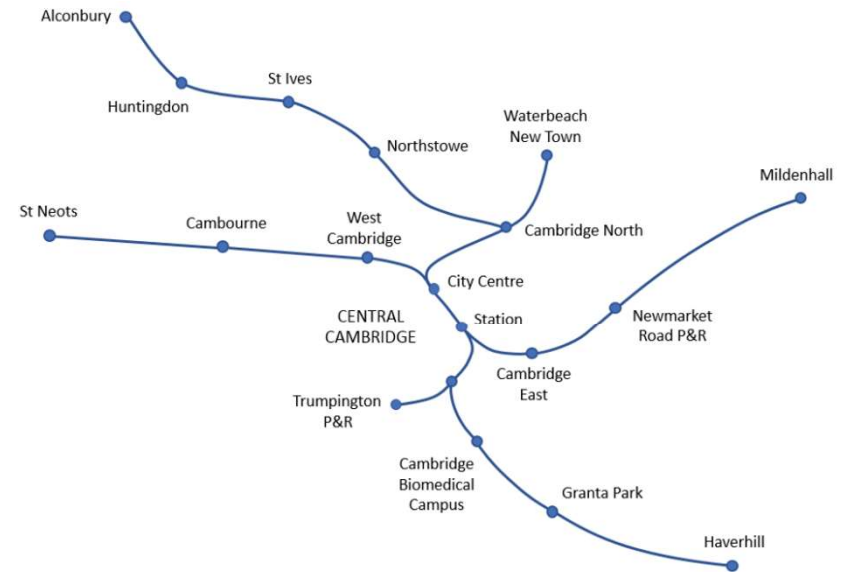 Alconbury
Huntingdon
St Ives
Northstowe
Waterbeach
New Town
Mildenhall
St Neots
Cambourne
West
Cambridge
Cambridge North
City Centre
CENTRAL
CAMBRIDGE
Station
Newmarket
Road P&R
Cambridge
East
Trumpington
P&R
Cambridge
Biomedical
Campus
Granta Park
Haverhill